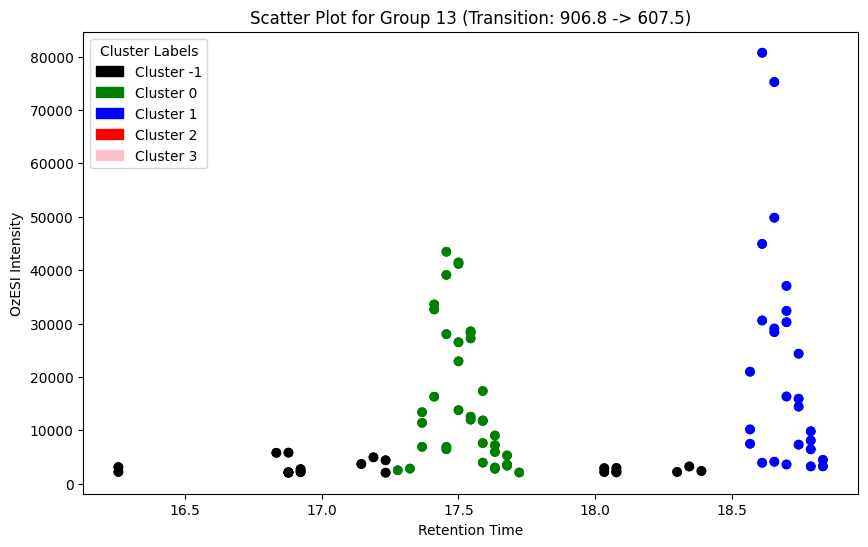 Scatter Plot for Group 13 (Transition: 906.8 -> 607.5)
Cluster Labels
Cluster -1
Cluster 0
Cluster 1
Cluster 2
Cluster 3
80000
70000
60000
50000
40000
30000
20000
10000
0
OzESI Intensity
16.5
17.0
17.5
18.0
18.5
Retention Time